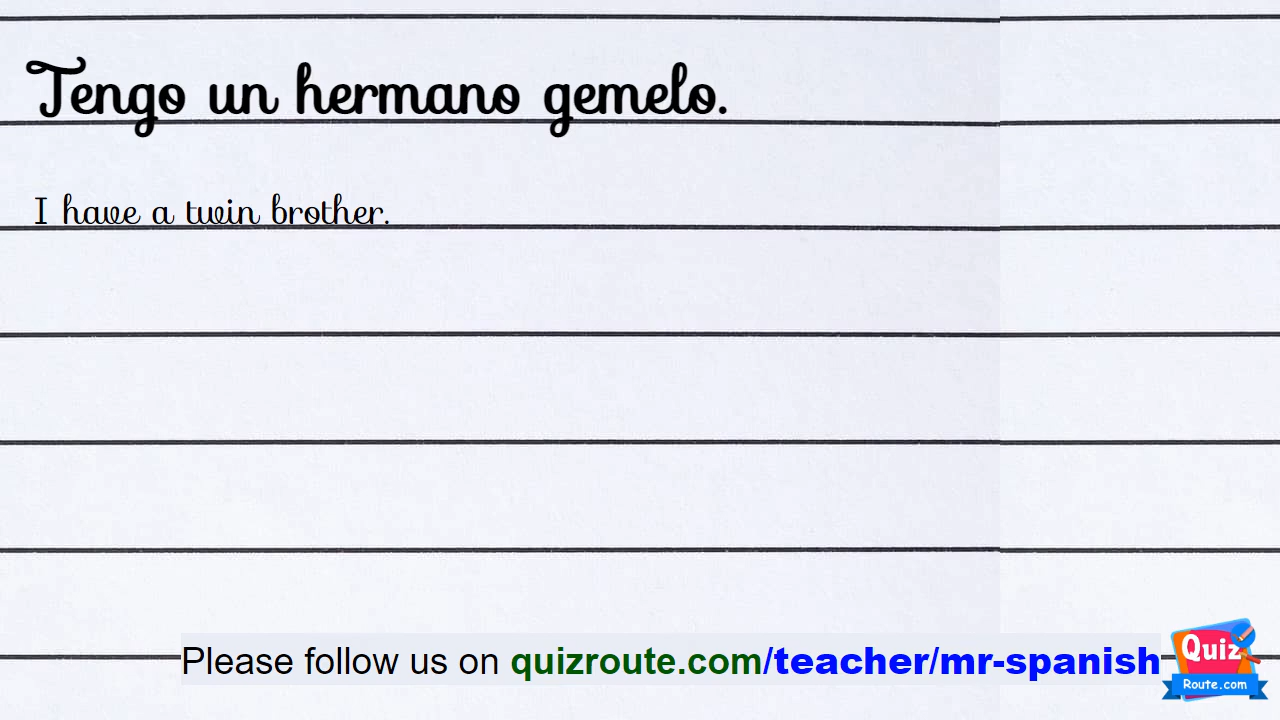 Tengo un hermano gemelo.
I have a twin brother.
Please follow us on quizroute.com/teacher/mr-spanish
Quiz
Route.com